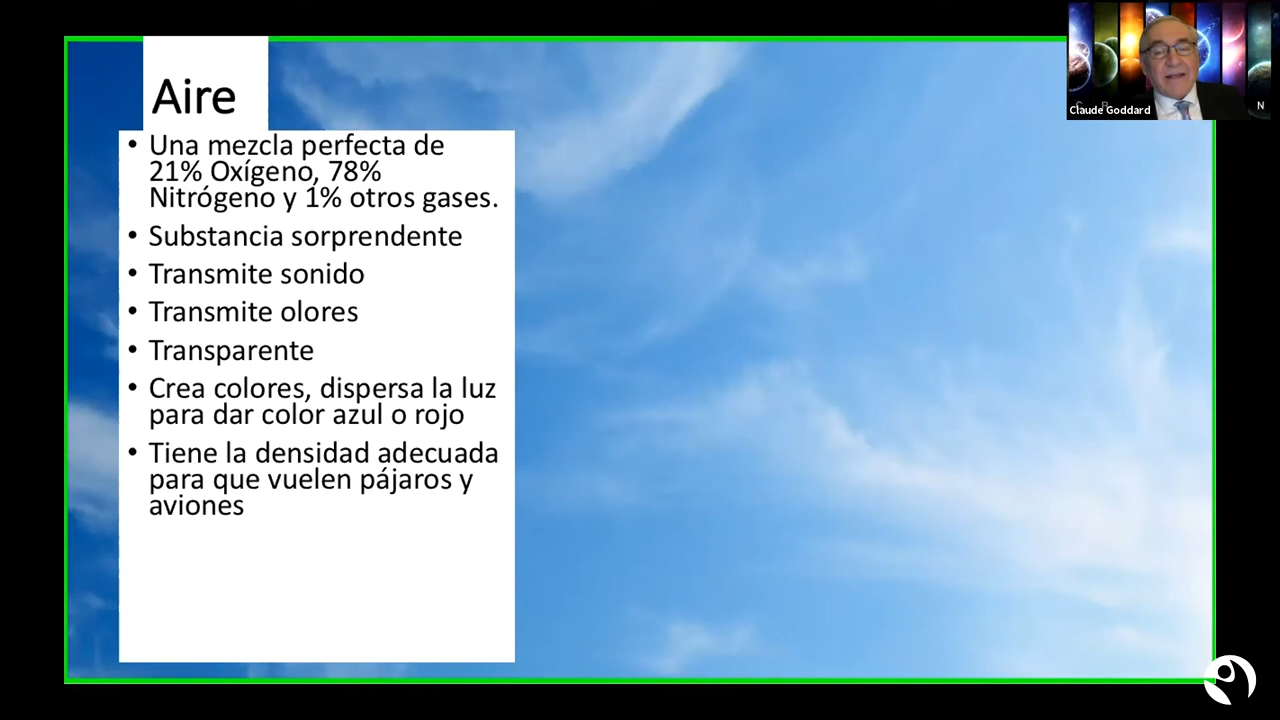 Aire
• Una mezcla perfecta de
21% Oxígeno, 78%
Nitrógeno y 1% otros gases.
• Substancia sorprendente
• Transmite sonido
• Transmite olores
• Transparente
• Crea colores, dispersa la luz
para dar color azul o rojo
• Tiene la densidad adecuada
para que vuelen pájaros y
aviones
Claude Goddard
N